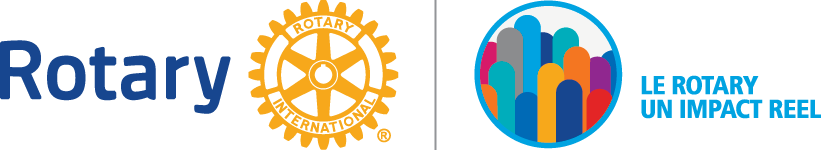 Rotary
ROTARY
INTERNATIONAL
®
LE ROTARY
UN IMPACT REEL